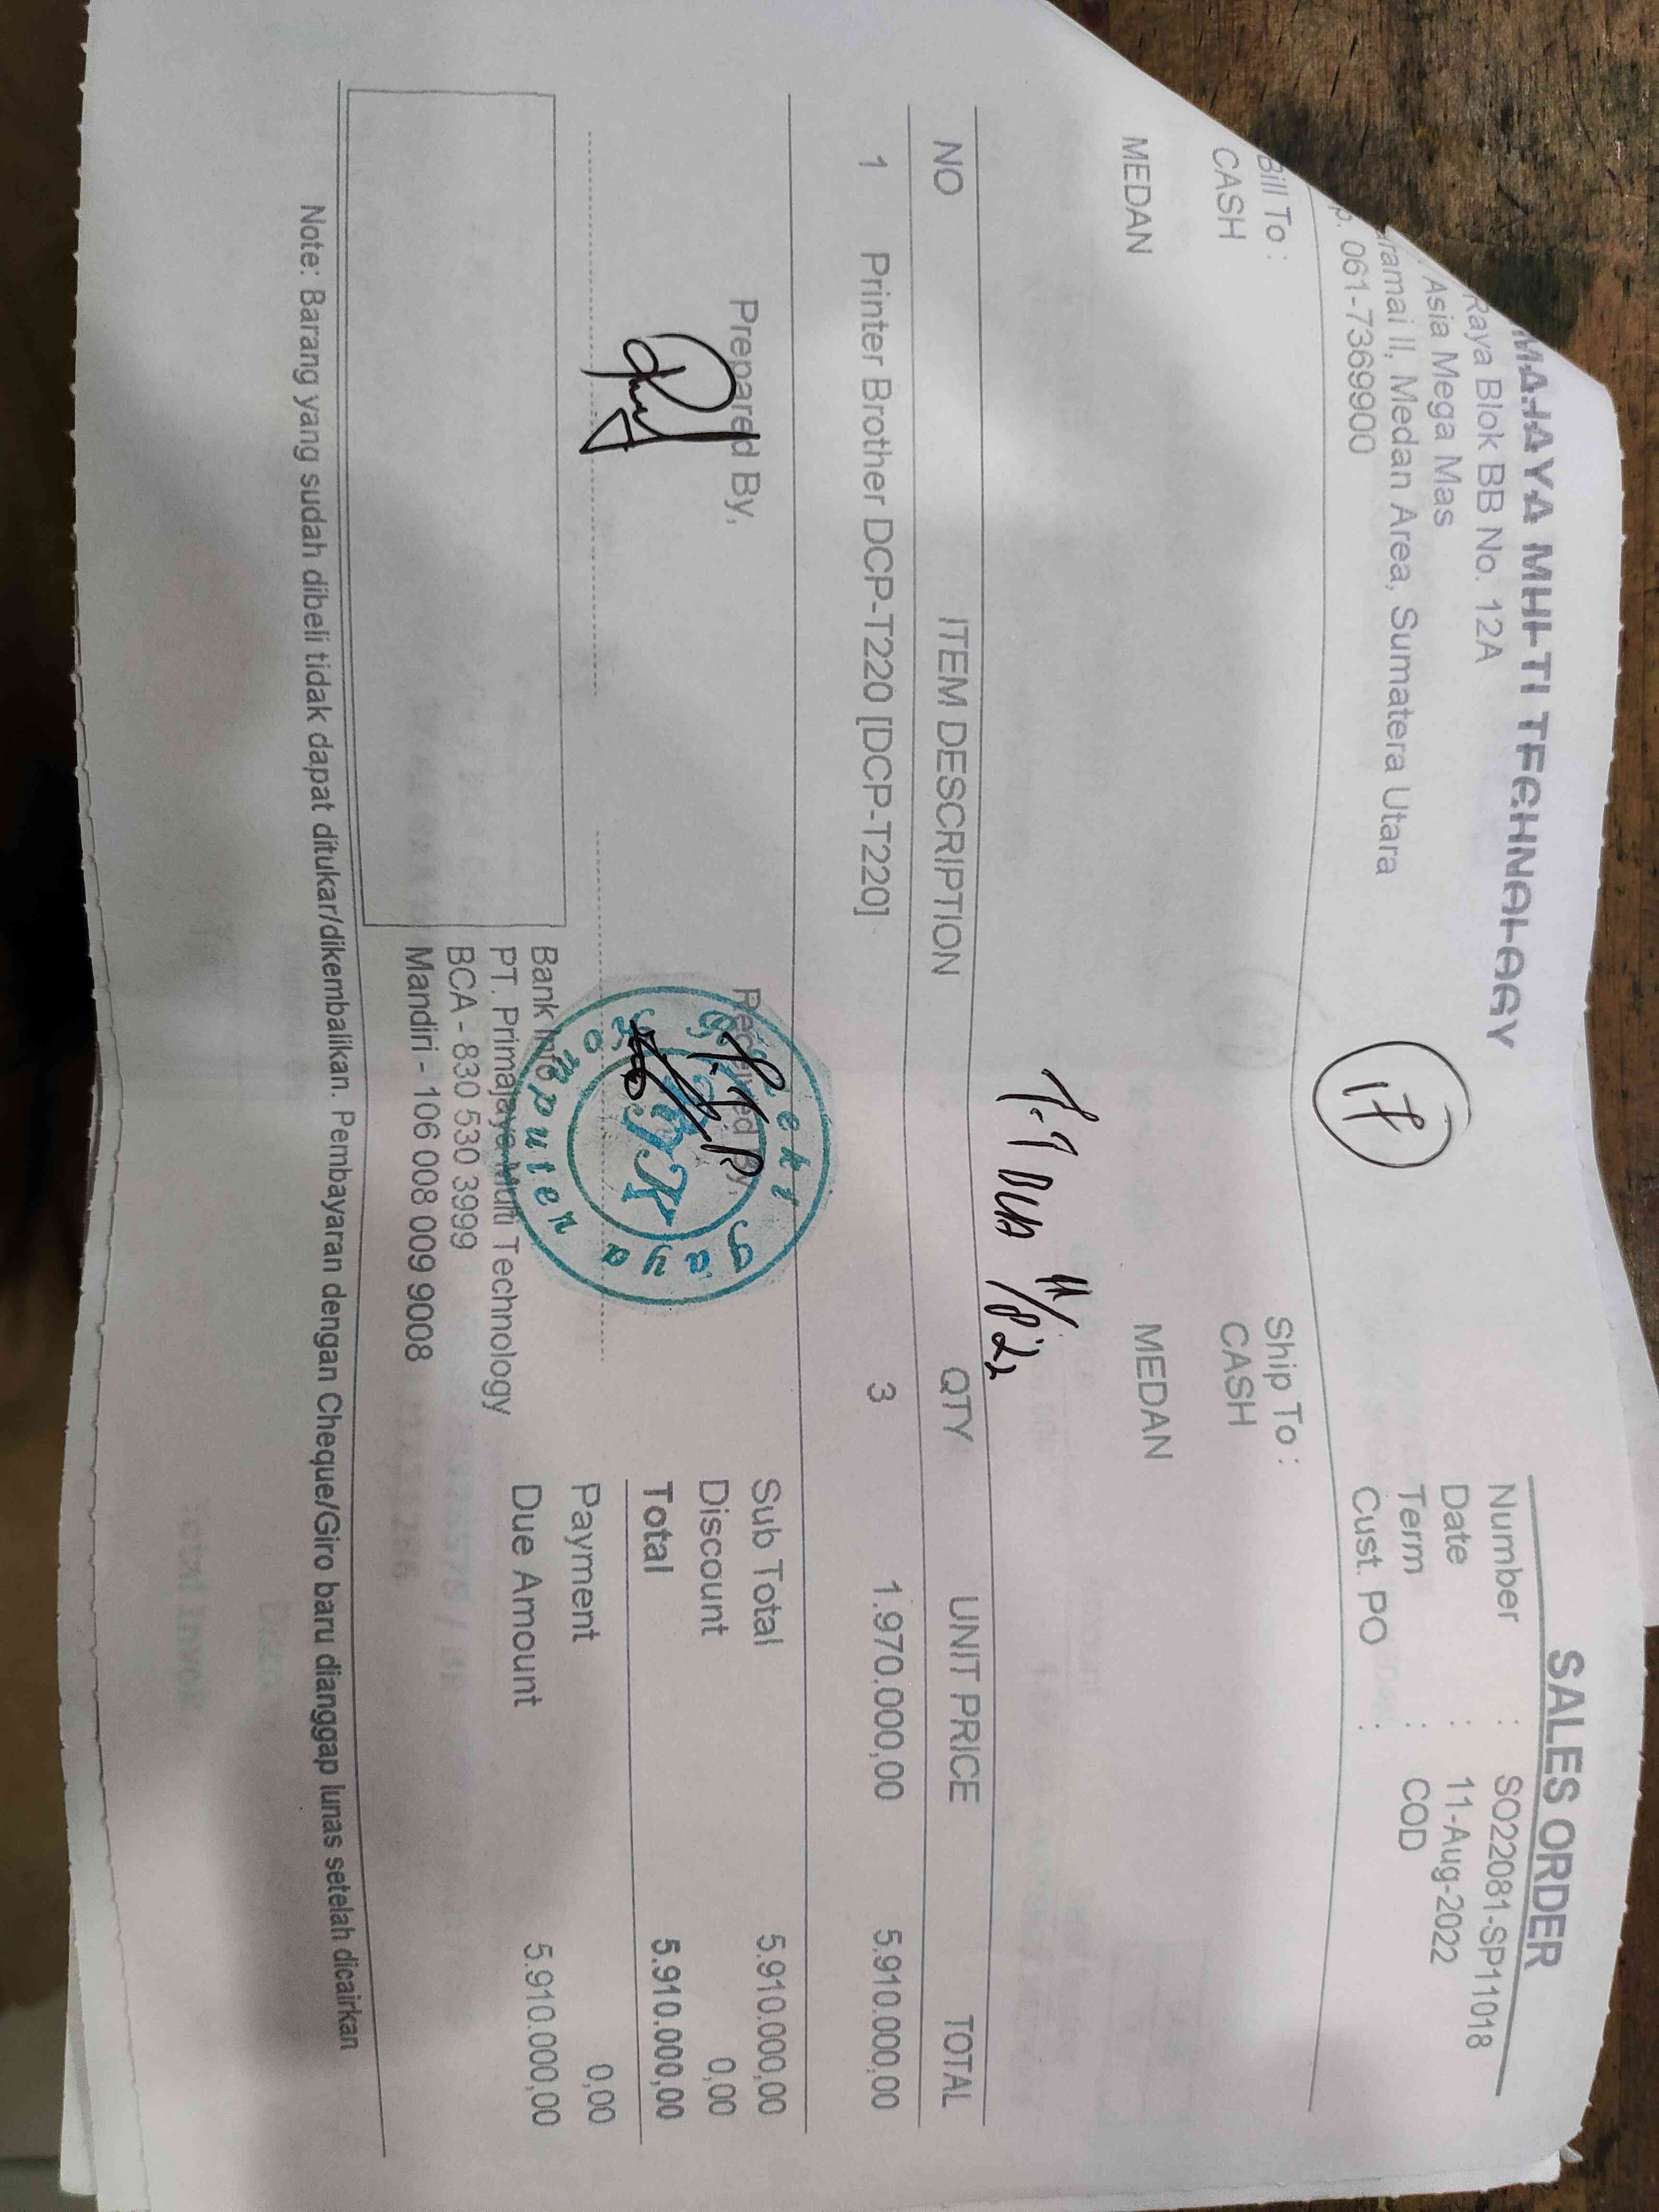 MAJAYA MULTI TECHNOLOGY
Raya Blok BB No. 12A
Asia Mega Mas
ramai II, Medan Area, Sumatera Utara
p. 061-7369900
17
SALES ORDER
Number : SO22081-SP11018
Date : 11-Aug-2022
Term : COD
Cust. PO :
Bill To :
CASH
MEDAN
Ship To :
CASH
MEDAN
NO ITEM DESCRIPTION QTY UNIT PRICE TOTAL
1 Printer Brother DCP-T220 [DCP-T220] 3 1.970.000,00 5.910.000,00
Prepared By,
Received By,
Sub Total 5.910.000,00
Discount 0,00
Total 5.910.000,00
Payment 0,00
Due Amount 5.910.000,00
Jaya
Bank Info
PT. Primajaya Multi Technology
BCA - 830 530 3999
Mandiri - 106 008 009 9008
Note: Barang yang sudah dibeli tidak dapat ditukar/dikembalikan. Pembayaran dengan Cheque/Giro baru dianggap lunas setelah dicairkan